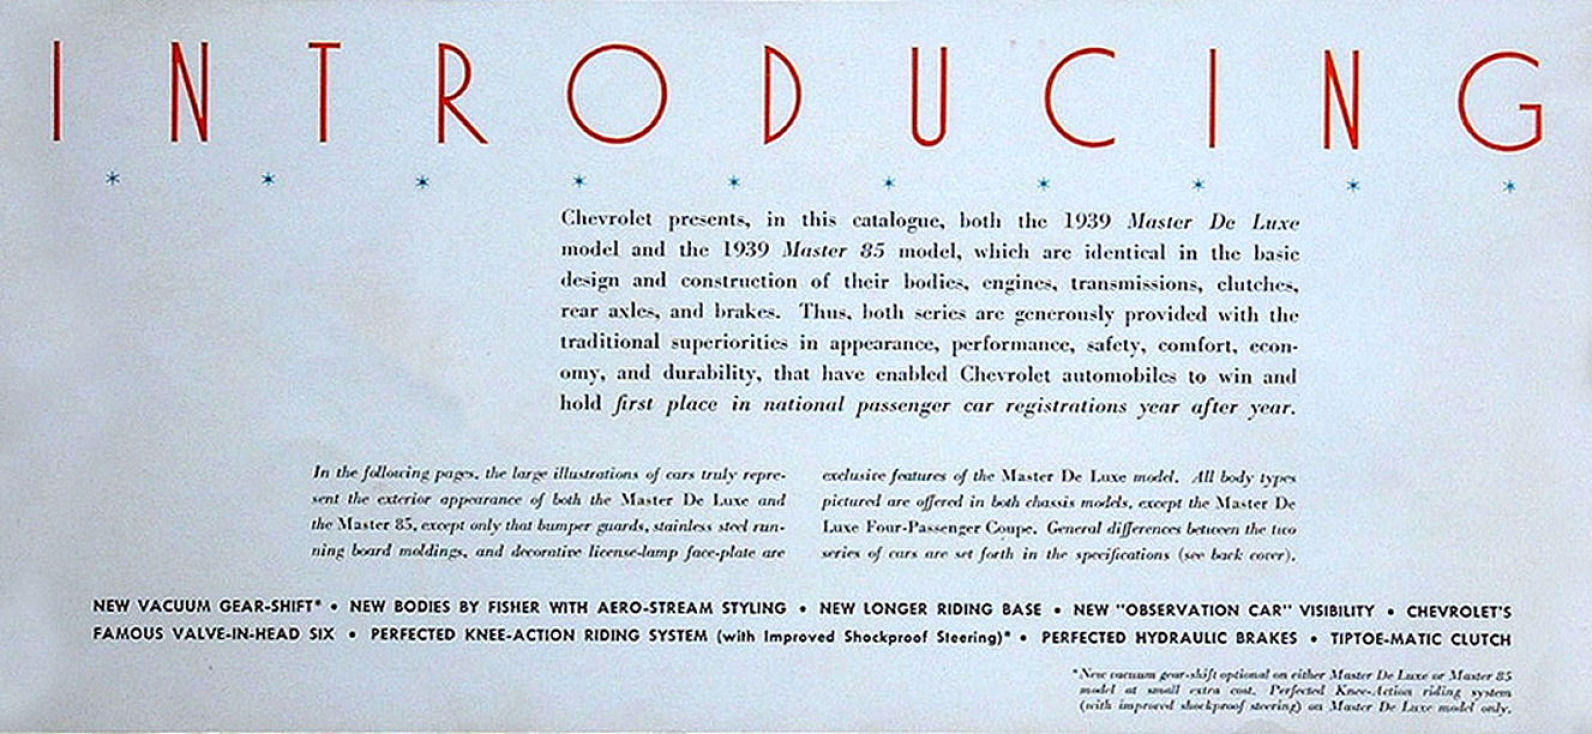 INTRODUCING
* * * * * * * * * *
Chevrolet presents, in this catalogue, both the 1939 Master De Luxe
model and the 1939 Master 85 model, which are identical in the basic
design and construction of their bodies, engines, transmissions, clutches,
rear axles, and brakes. Thus, both series are generously provided with the
traditional superiorities in appearance, performance, safety, comfort, econ-
omy, and durability, that have enabled Chevrolet automobiles to win and
hold first place in national passenger car registrations year after year.
In the following pages, the large illustrations of cars truly repre-
sent the exterior appearance of both the Master De Luxe and
the Master 85, except only that bumper guards, stainless steel run-
ning board moldings, and decorative license-lamp face-plate are
exclusive features of the Master De Luxe model. All body types
pictured are offered in both chassis models, except the Master De
Luxe Four-Passenger Coupe. General differences between the two
series of cars are set forth in the specifications (see back cover).
NEW VACUUM GEAR-SHIFT* • NEW BODIES BY FISHER WITH AERO-STREAM STYLING • NEW LONGER RIDING BASE • NEW "OBSERVATION CAR" VISIBILITY • CHEVROLET'S
FAMOUS VALVE-IN-HEAD SIX • PERFECTED KNEE-ACTION RIDING SYSTEM (with Improved Shockproof Steering)* • PERFECTED HYDRAULIC BRAKES • TIPTOE-MATIC CLUTCH
*New vacuum gear-shift optional on either Master De Luxe or Master 85
model at small extra cost. Perfected Knee-Action riding system
(with improved shockproof steering) on Master De Luxe model only.